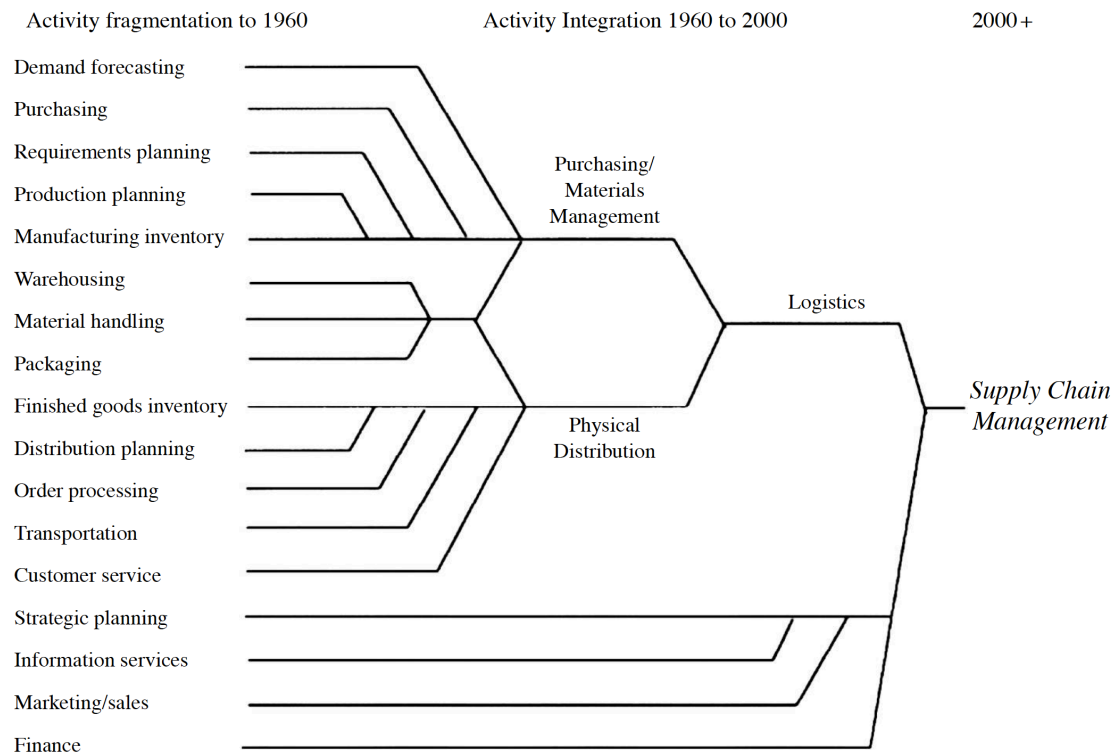 Activity fragmentation to 1960
Activity Integration 1960 to 2000
2000+
Demand forecasting
Purchasing
Requirements planning
Production planning
Manufacturing inventory
Warehousing
Material handling
Packaging
Finished goods inventory
Distribution planning
Order processing
Transportation
Customer service
Strategic planning
Information services
Marketing/sales
Finance
Purchasing/
Materials
Management
Physical
Distribution
Logistics
Supply Chain
Management